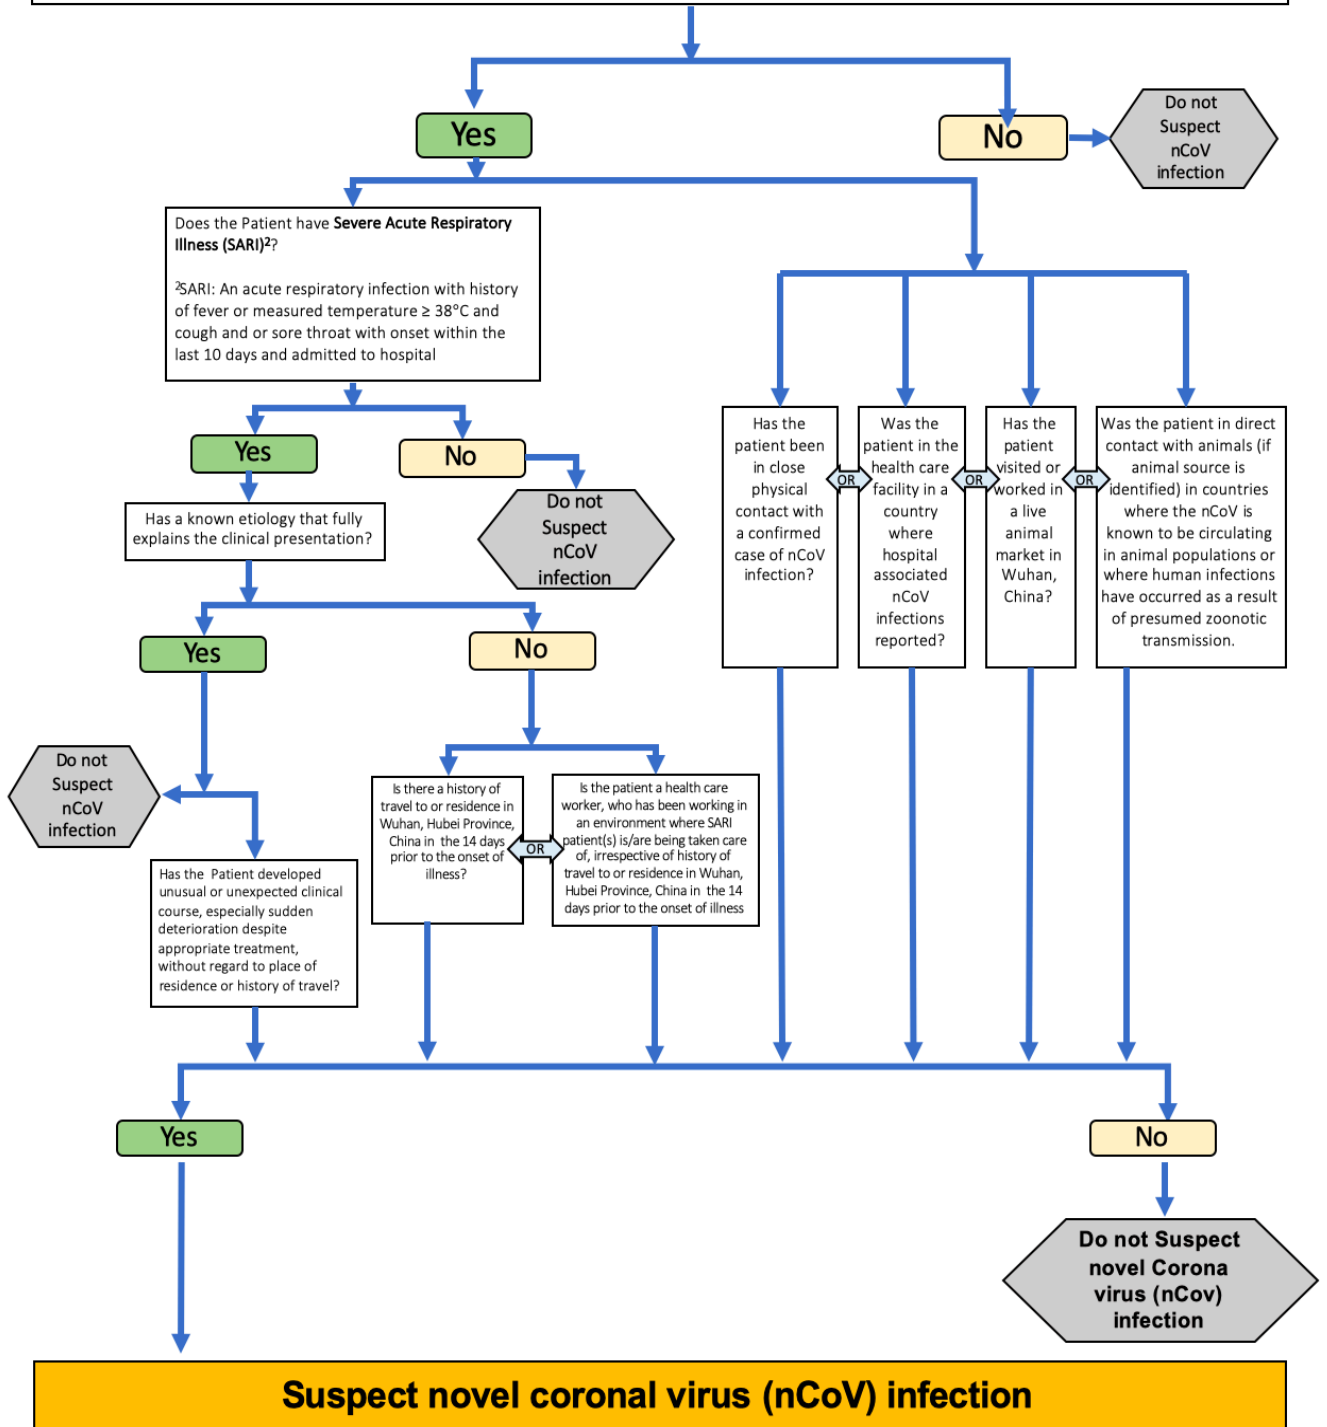 Yes
No
Do not
Suspect
nCoV
infection
Does the Patient have Severe Acute Respiratory
Illness (SARI)²?
²SARI: An acute respiratory infection with history
of fever or measured temperature ≥ 38°C and
cough and or sore throat with onset within the
last 10 days and admitted to hospital
Yes
No
Do not
Suspect
nCoV
infection
Has a known etiology that fully
explains the clinical presentation?
Has the
patient been
in close
physical
contact with
a confirmed
case of nCoV
infection?
OR
Was the
patient in the
health care
facility in a
country
where
hospital
associated
nCoV
infections
reported?
OR
Has the
patient
visited or
worked in
a live
animal
market in
Wuhan,
China?
OR
Was the patient in direct
contact with animals (if
animal source is
identified) in countries
where the nCoV is
known to be circulating
in animal populations or
where human infections
have occurred as a result
of presumed zoonotic
transmission.
Yes
No
Do not
Suspect
nCoV
infection
Is there a history of
travel to or residence in
Wuhan, Hubei Province,
China in the 14 days
prior to the onset of
illness?
OR
Is the patient a health care
worker, who has been working in
an environment where SARI
patient(s) is/are being taken care
of, irrespective of history of
travel to or residence in Wuhan,
Hubei Province, China in the 14
days prior to the onset of illness
Has the Patient developed
unusual or unexpected clinical
course, especially sudden
deterioration despite
appropriate treatment,
without regard to place of
residence or history of travel?
Yes
No
Do not Suspect
novel Corona
virus (nCov)
infection
Suspect novel coronal virus (nCoV) infection